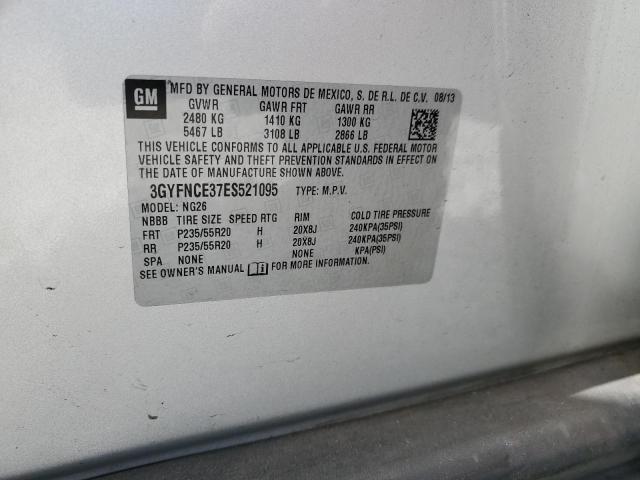 GM
MFD BY GENERAL MOTORS DE MEXICO, S. DE R.L. DE C.V. 08/13
GVWR GAWR FRT GAWR RR
2480 KG 1410 KG 1300 KG
5467 LB 3108 LB 2866 LB
THIS VEHICLE CONFORMS TO ALL APPLICABLE U.S. FEDERAL MOTOR
VEHICLE SAFETY AND THEFT PREVENTION STANDARDS IN EFFECT ON
THE DATE OF MANUFACTURE SHOWN ABOVE.
3GYFNCE37ES521095 TYPE: M.P.V.
MODEL: NG26
NBBB TIRE SIZE SPEED RTG RIM COLD TIRE PRESSURE
FRT P235/55R20 H 20X8J 240KPA(35PSI)
RR P235/55R20 H 20X8J 240KPA(35PSI)
SPA NONE NONE KPA(PSI)
SEE OWNER'S MANUAL FOR MORE INFORMATION.